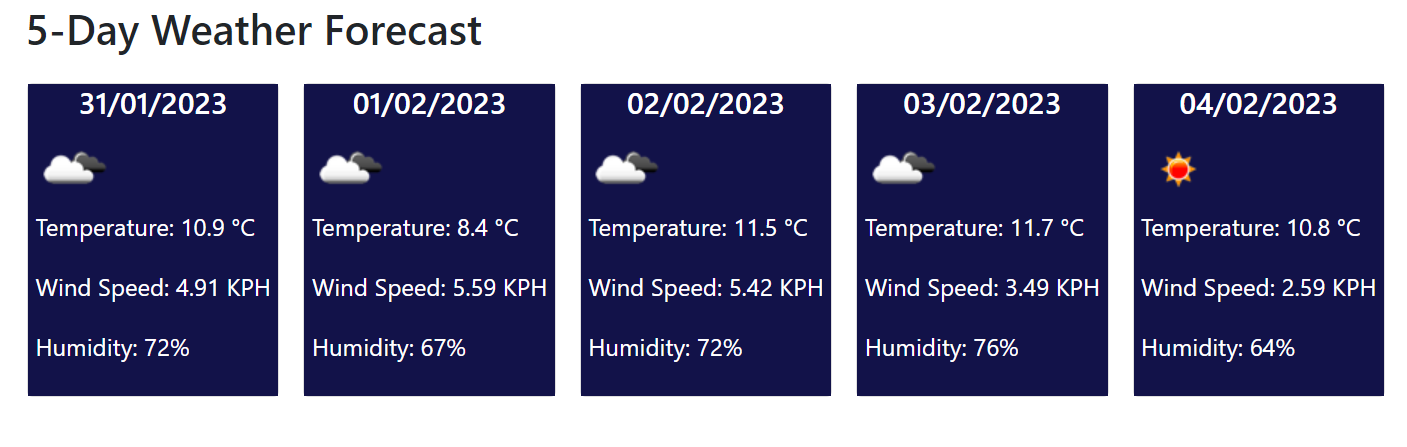 5-Day Weather Forecast
31/01/2023
Temperature: 10.9 °C
Wind Speed: 4.91 KPH
Humidity: 72%
01/02/2023
Temperature: 8.4 °C
Wind Speed: 5.59 KPH
Humidity: 67%
02/02/2023
Temperature: 11.5 °C
Wind Speed: 5.42 KPH
Humidity: 72%
03/02/2023
Temperature: 11.7 °C
Wind Speed: 3.49 KPH
Humidity: 76%
04/02/2023
Temperature: 10.8 °C
Wind Speed: 2.59 KPH
Humidity: 64%